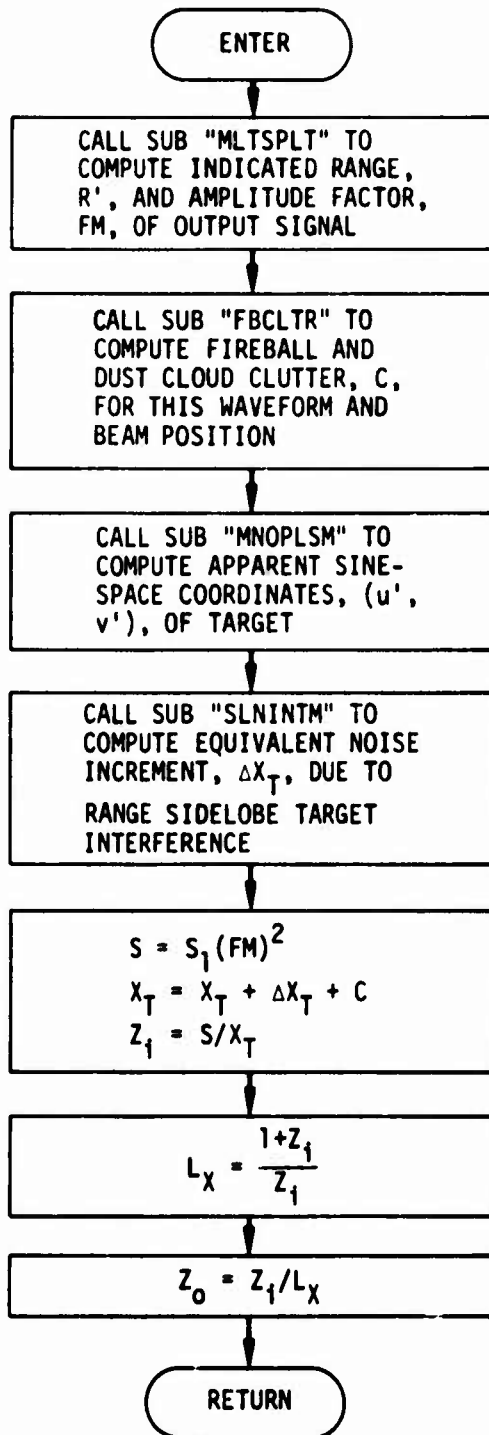 ENTER
CALL SUB "MLTSPLT" TO
COMPUTE INDICATED RANGE,
R', AND AMPLITUDE FACTOR,
FM, OF OUTPUT SIGNAL
CALL SUB "FBCLTR" TO
COMPUTE FIREBALL AND
DUST CLOUD CLUTTER, C,
FOR THIS WAVEFORM AND
BEAM POSITION
CALL SUB "MNOPLSM" TO
COMPUTE APPARENT SINE-
SPACE COORDINATES, (u',
v'), OF TARGET
CALL SUB "SLNINTM" TO
COMPUTE EQUIVALENT NOISE
INCREMENT, ΔX_T, DUE TO
RANGE SIDELOBE TARGET
INTERFERENCE
S = S_i(FM)^2
X_T = X_T + ΔX_T + C
Z_i = S/X_T
L_X = \frac{1+Z_i}{Z_i}
Z_o = Z_i/L_X
RETURN